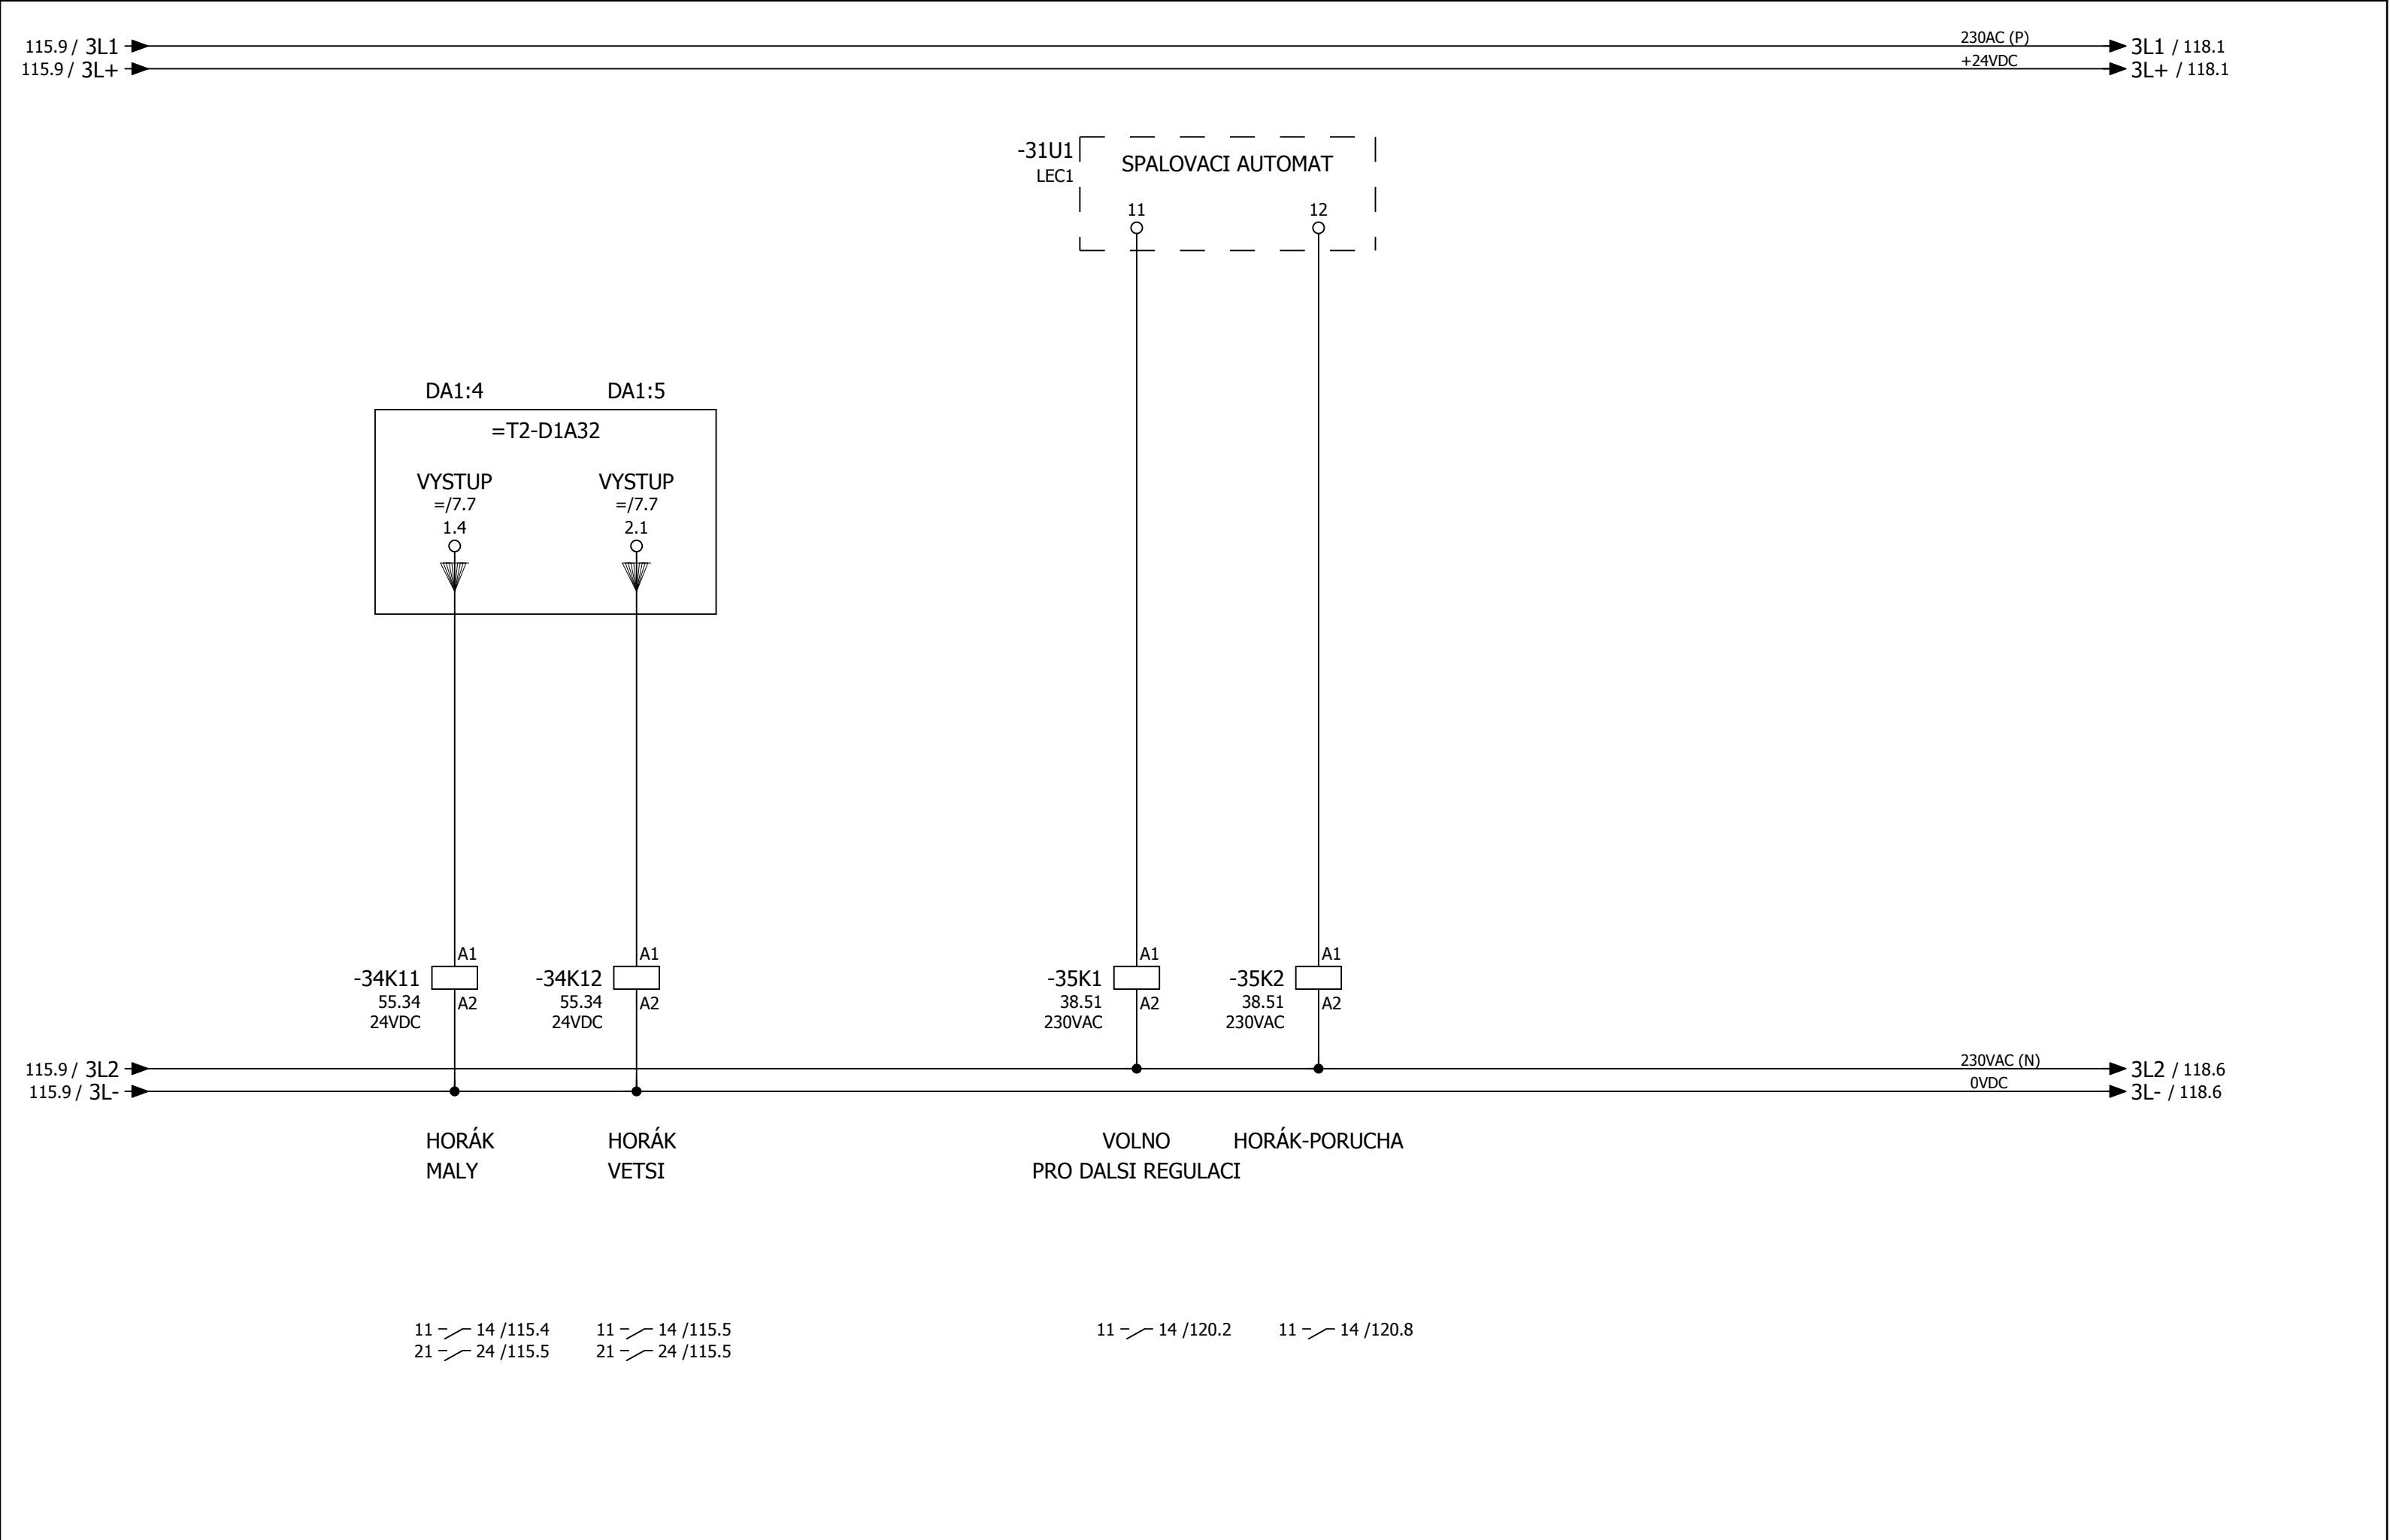 115.9 / 3L1
230AC (P)
3L1 / 118.1
115.9 / 3L+
+24VDC
3L+ / 118.1
-31U1
LEC1
SPALOVACI AUTOMAT
11
12
DA1:4
DA1:5
=T2-D1A32
VYSTUP
VYSTUP
=/7.7
=/7.7
1.4
2.1
A1
A1
A1
A1
-34K11
-34K12
-35K1
-35K2
55.34
55.34
38.51
38.51
A2
A2
A2
A2
24VDC
24VDC
230VAC
230VAC
115.9 / 3L2
230VAC (N)
3L2 / 118.6
115.9 / 3L-
0VDC
3L- / 118.6
HORÁK
MALY
HORÁK
VETSI
VOLNO
PRO DALSI REGULACI
HORÁK-PORUCHA
11 14 /115.4
21 24 /115.5
11 14 /115.5
21 24 /115.5
11 14 /120.2
11 14 /120.8